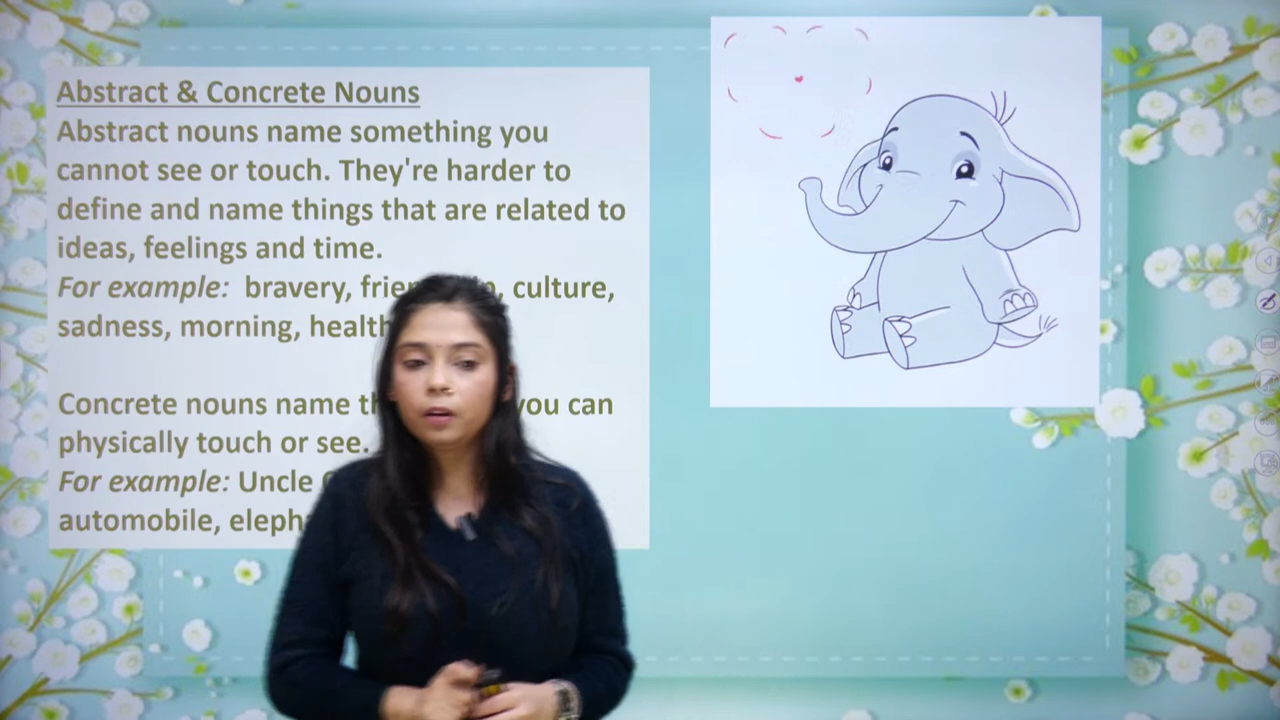 Abstract & Concrete Nouns
Abstract nouns name something you
cannot see or touch. They're harder to
define and name things that are related to
ideas, feelings and time.
For example: bravery, culture,
sadness, morning, health
Concrete nouns name you can
physically touch or see.
For example: Uncle
automobile,